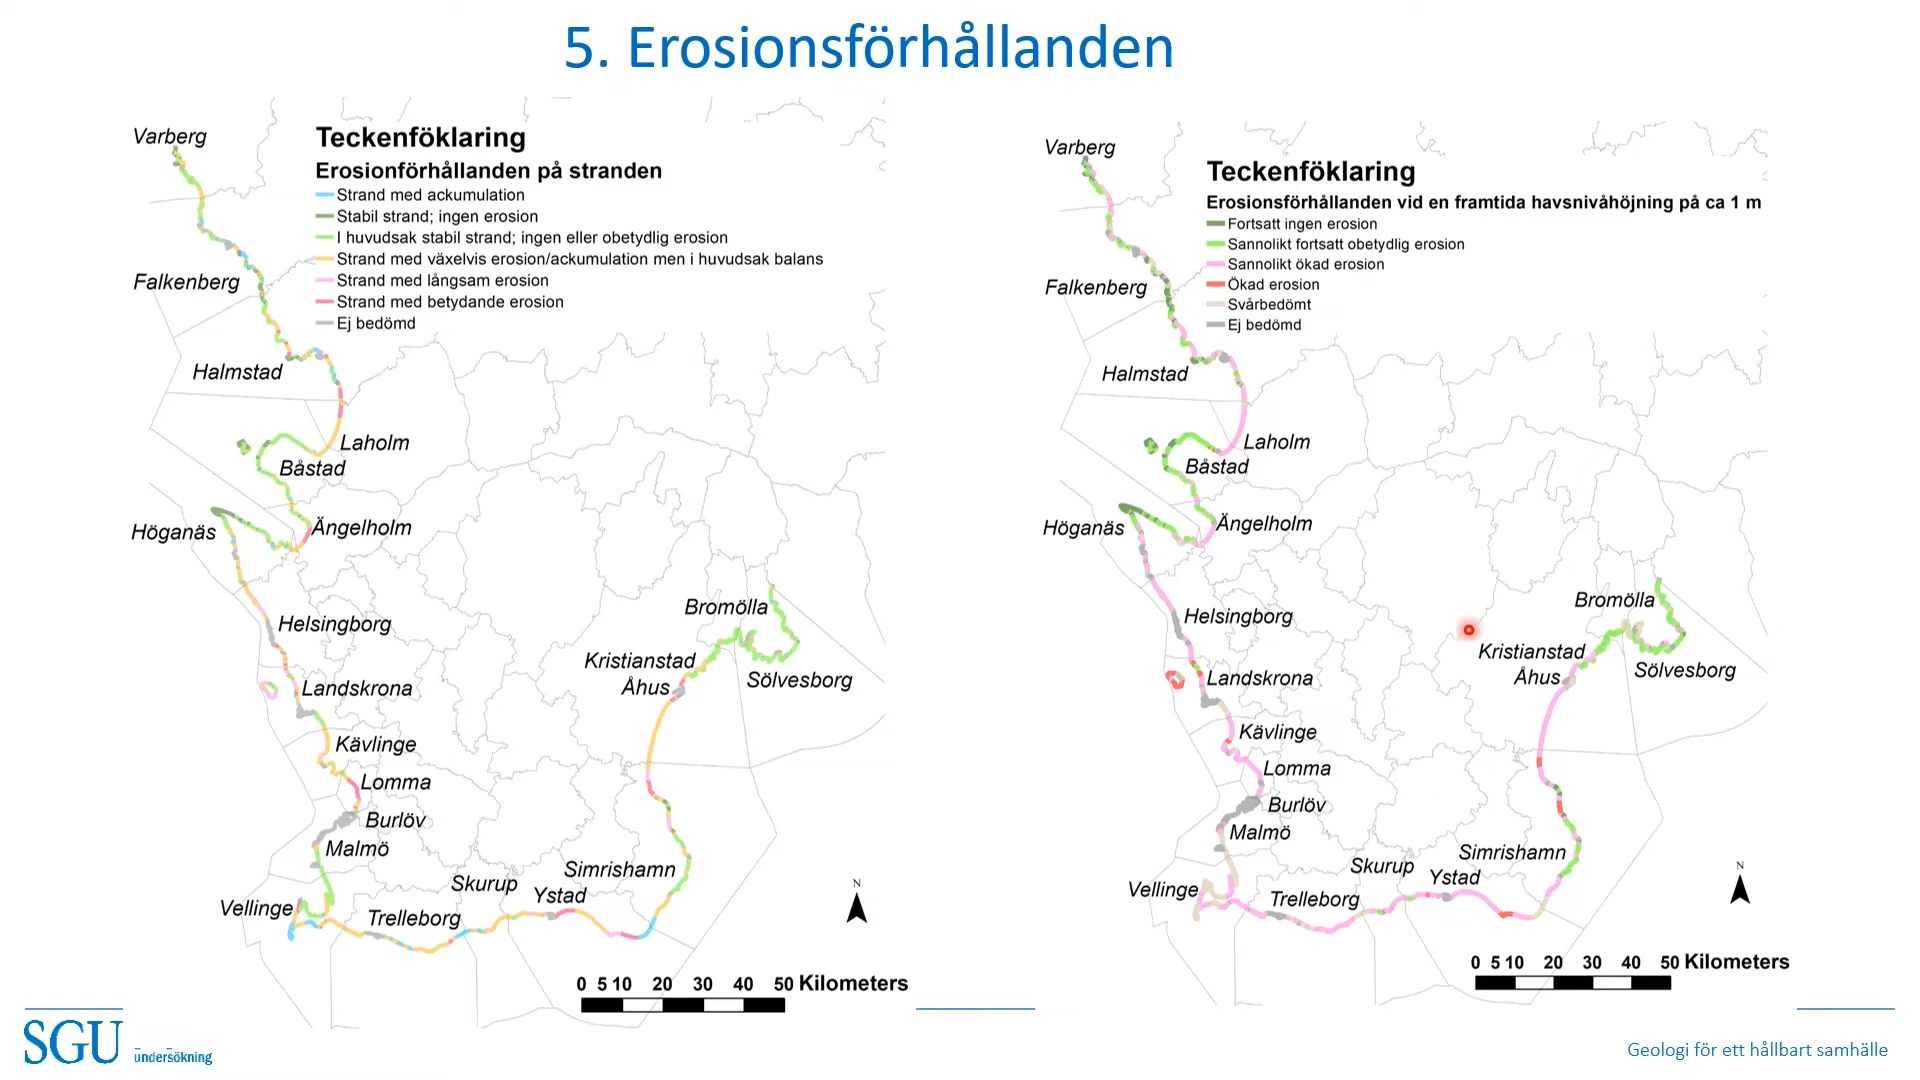 5. Erosionsförhållanden
Varberg
Teckenföklaring
Erosionförhållanden på stranden
Strand med ackumulation
Stabil strand; ingen erosion
I huvudsak stabil strand; ingen eller obetydlig erosion
Strand med växelvis erosion/ackumulation men i huvudsak balans
Strand med långsam erosion
Strand med betydande erosion
Ej bedömd
Falkenberg
Halmstad
Laholm
Båstad
Höganäs
Ängelholm
Helsingborg
Landskrona
Kävlinge
Lomma
Burlöv
Malmö
Vellinge
Trelleborg
Skurup
Ystad
Simrishamn
Kristianstad
Åhus
Bromölla
Sölvesborg
N
0 5 10 20 30 40 50 Kilometers
Varberg
Teckenföklaring
Erosionsförhållanden vid en framtida havsnivåhöjning på ca 1 m
Fortsatt ingen erosion
Sannolikt fortsatt obetydlig erosion
Sannolikt ökad erosion
Ökad erosion
Svårbedömt
Ej bedömd
Falkenberg
Halmstad
Laholm
Båstad
Höganäs
Ängelholm
Helsingborg
Landskrona
Kävlinge
Lomma
Burlöv
Malmö
Vellinge
Trelleborg
Skurup
Ystad
Simrishamn
Kristianstad
Åhus
Bromölla
Sölvesborg
N
0 5 10 20 30 40 50 Kilometers
SGU
undersökning
Geologi för ett hållbart samhälle